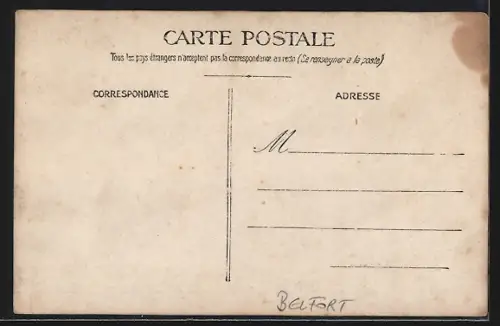 CARTE POSTALE
Tous les pays étrangers n'acceptent pas la correspondance au recto (Se renseigner à la poste)
CORRESPONDANCE
ADRESSE
M
BELFORT